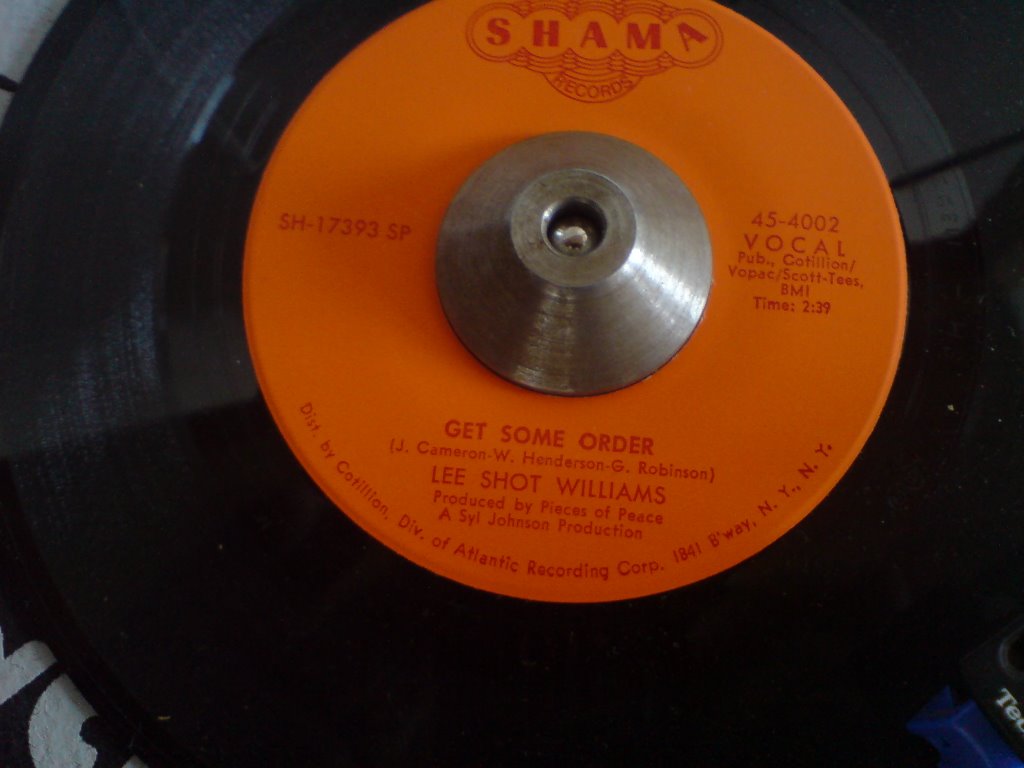 SHAMA
RECORDS
SH-17393 SP
45-4002
VOCAL
Pub., Cotillion/
Vopac/Scott-Tees,
BMI
Time: 2:39
GET SOME ORDER
(J. Cameron-W. Henderson-G. Robinson)
LEE SHOT WILLIAMS
Produced by Pieces of Peace
A Syl Johnson Production
Dist. by Cotillion, Div. of Atlantic Recording Corp. 1841 B'way, N. Y., N. Y.